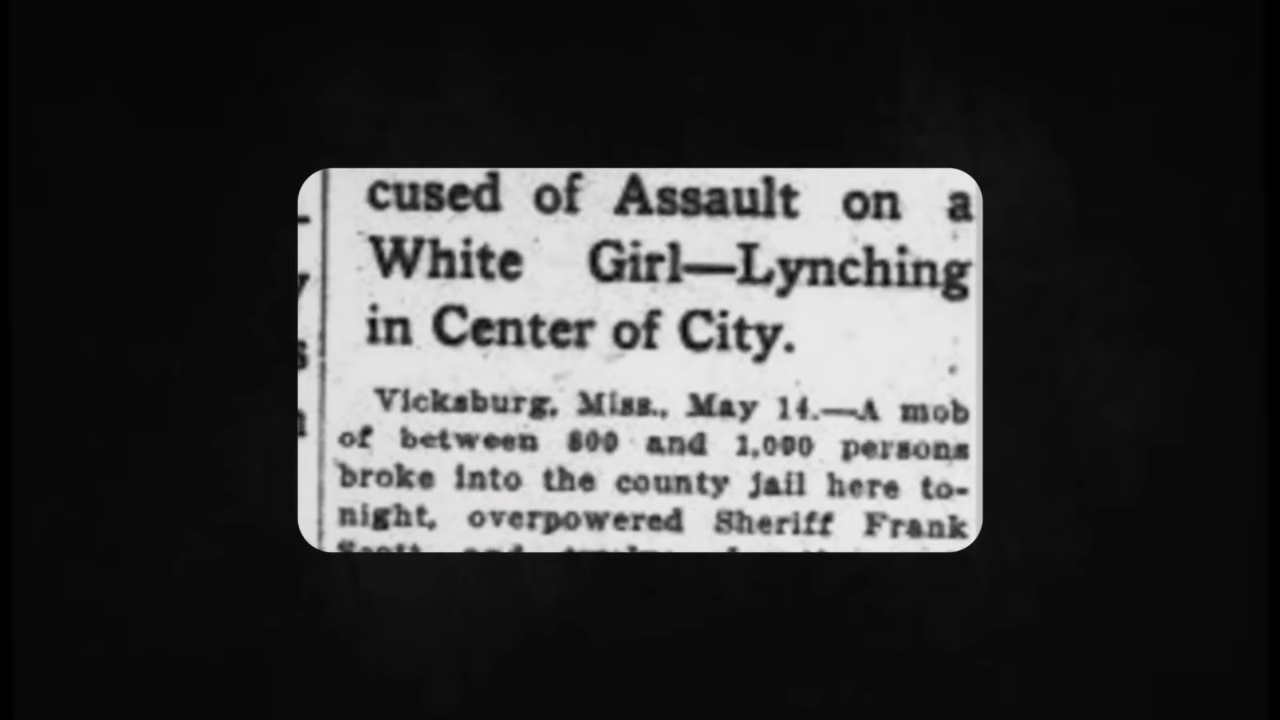 cused of Assault on a
White Girl—Lynching
in Center of City.
Vicksburg, Miss., May 14.—A mob
of between 800 and 1,000 persons
broke into the county jail here to-
night, overpowered Sheriff Frank